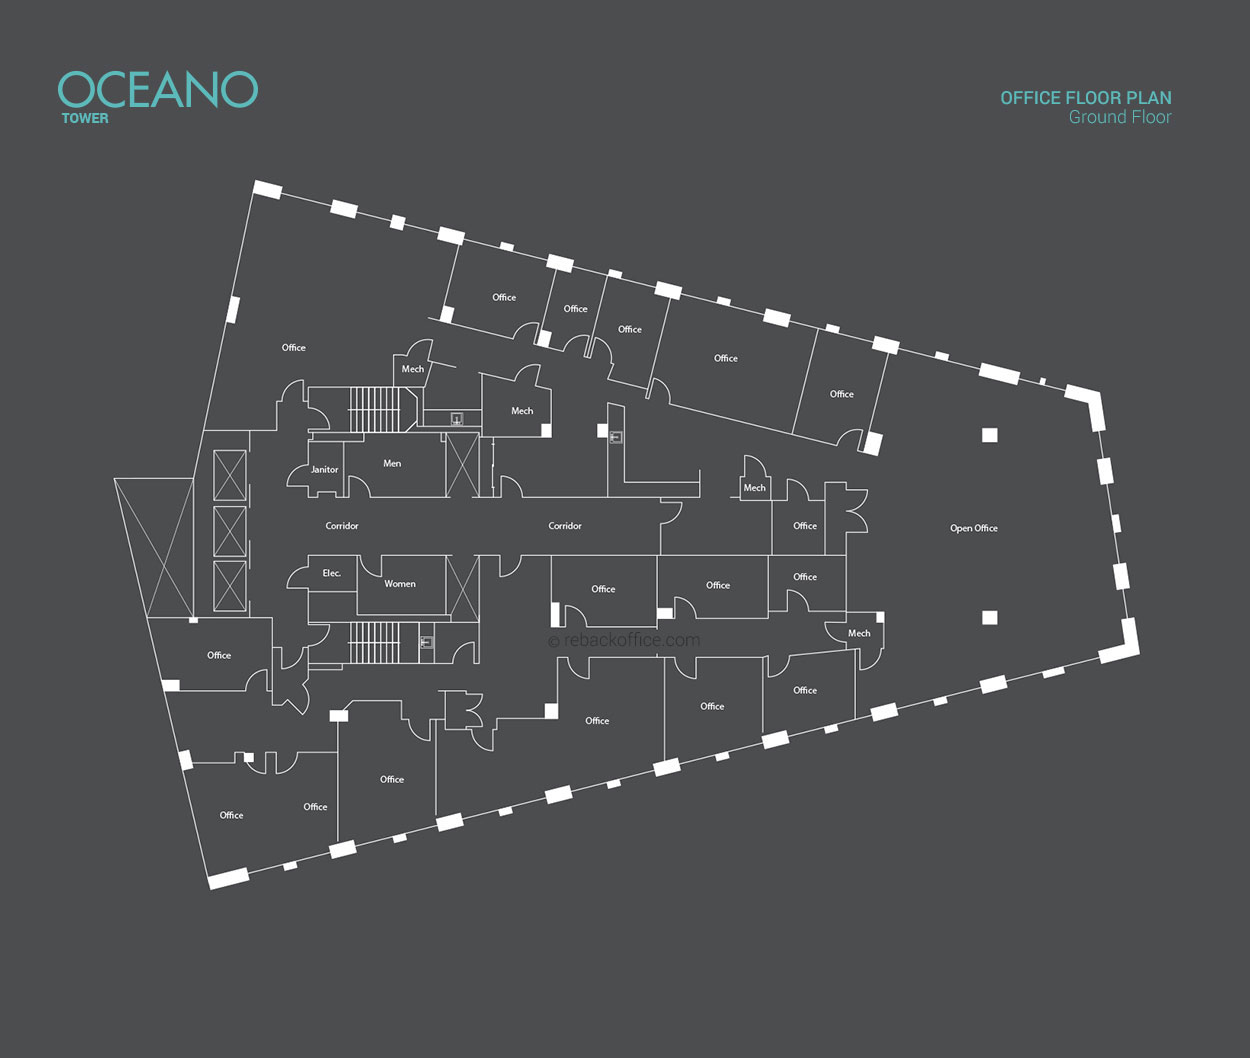 OCEANO
TOWER
OFFICE FLOOR PLAN
Ground Floor
Office
Office
Office
Office
Office
Mech
Office
Mech
Office
Men
Janitor
Mech
Corridor
Corridor
Office
Open Office
Elec.
Women
Office
Office
Office
Mech
© rebackoffice.com
Office
Office
Office
Office
Office
Office
Office